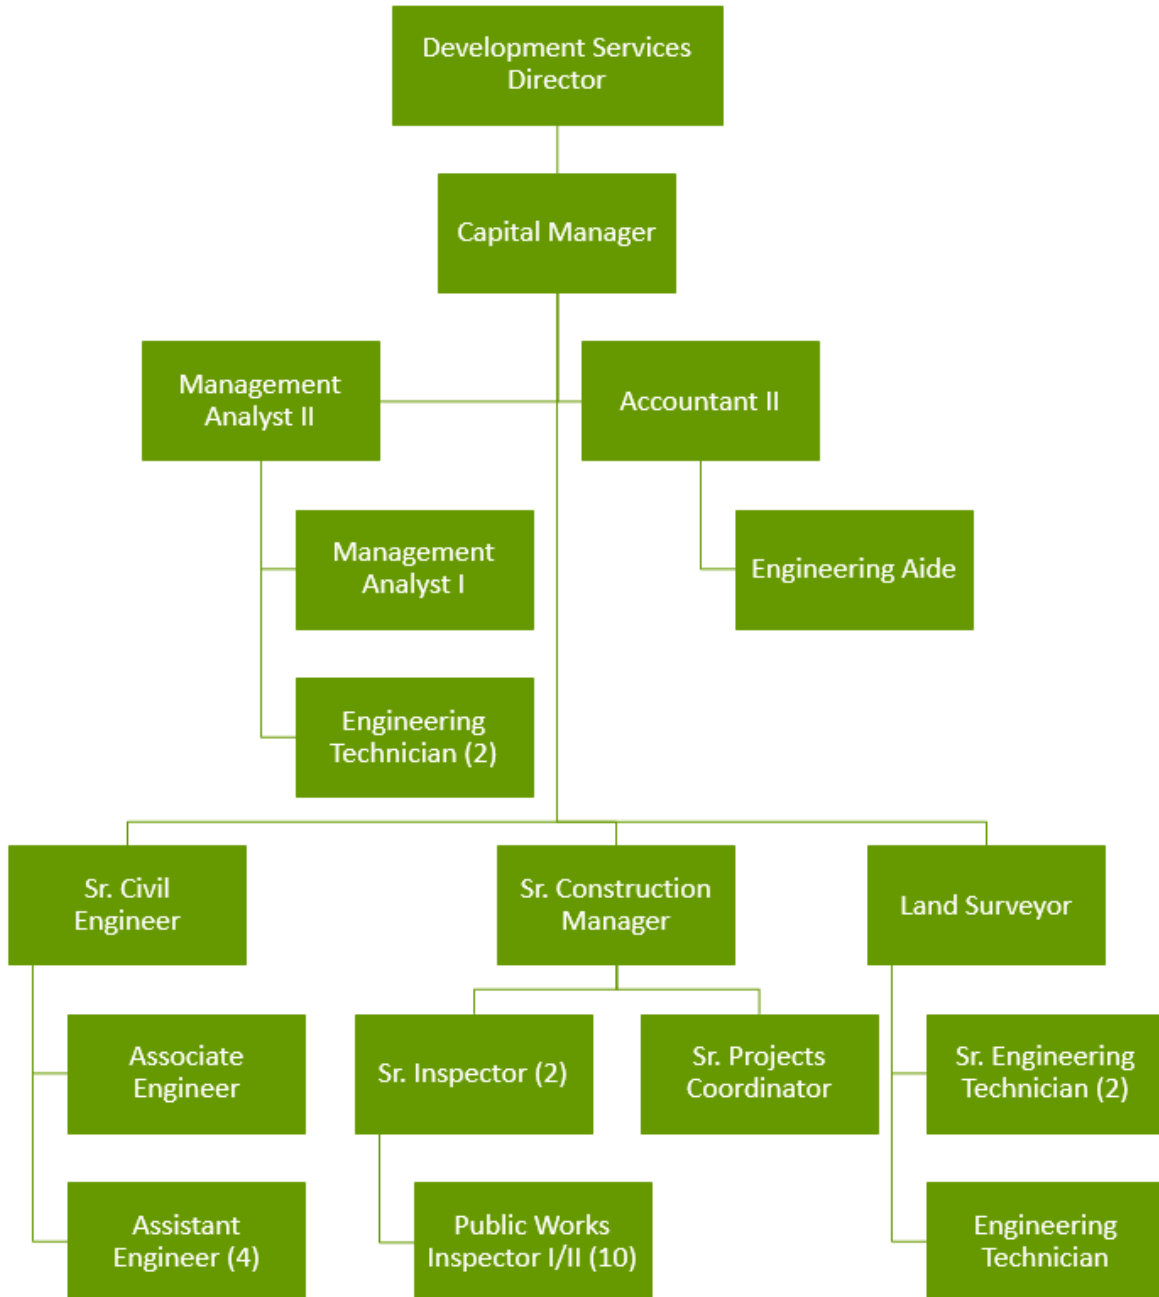 Development Services
Director
Capital Manager
Management
Analyst II
Accountant II
Management
Analyst I
Engineering Aide
Engineering
Technician (2)
Sr. Civil
Engineer
Sr. Construction
Manager
Land Surveyor
Associate
Engineer
Sr. Inspector (2)
Sr. Projects
Coordinator
Sr. Engineering
Technician (2)
Assistant
Engineer (4)
Public Works
Inspector I/II (10)
Engineering
Technician